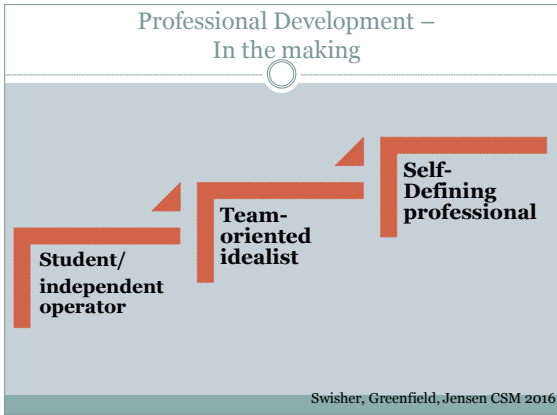 Professional Development –
In the making
Student/
independent
operator
Team-
oriented
idealist
Self-
Defining
professional
Swisher, Greenfield, Jensen CSM 2016